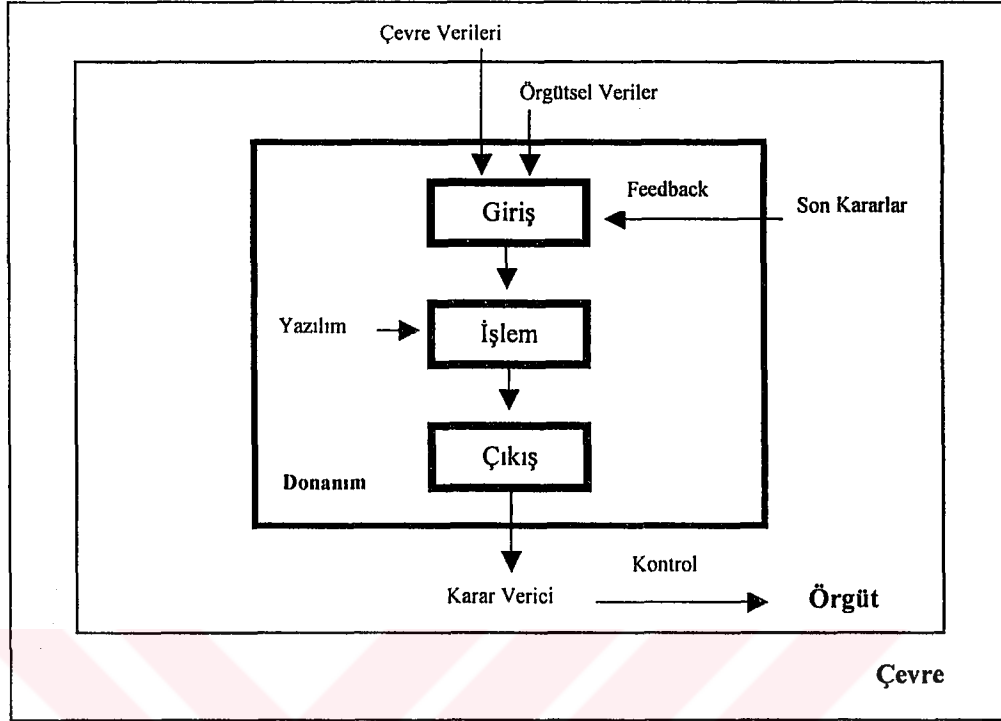 Çevre Verileri
Örgütsel Veriler
Feedback
Giriş
Son Kararlar
Yazılım
İşlem
Çıkış
Donanım
Kontrol
Karar Verici
Örgüt
Çevre